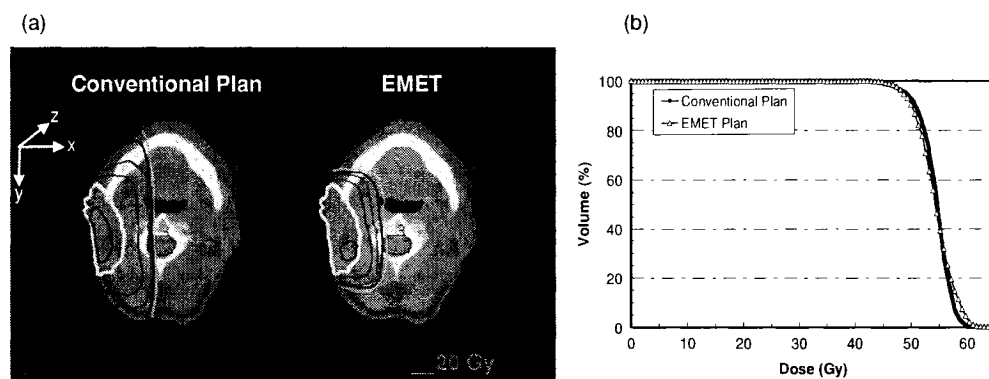 (a)
Conventional Plan
EMET
z
x
y
20 Gy
(b)
100
80
60
40
20
0
Volume (%)
Conventional Plan
EMET Plan
0 10 20 30 40 50 60
Dose (Gy)